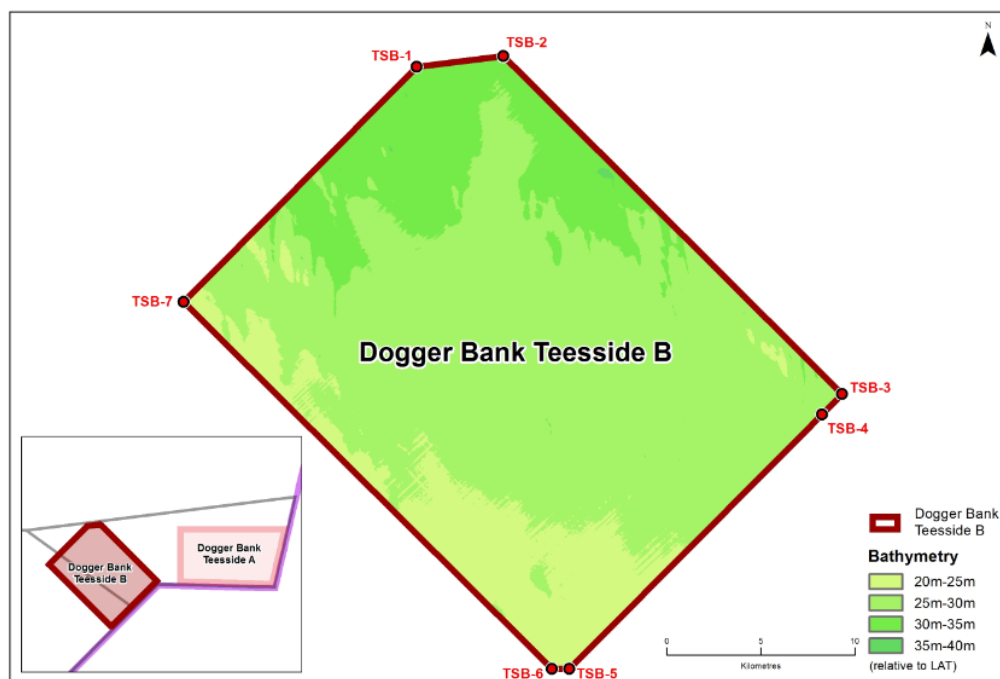 N
TSB-1
TSB-2
TSB-7
Dogger Bank Teesside B
TSB-3
TSB-4
Dogger Bank
Teesside A
Dogger Bank
Teesside B
TSB-6
TSB-5
0
5
10
Kilometres
Dogger Bank
Teesside B
Bathymetry
20m-25m
25m-30m
30m-35m
35m-40m
(relative to LAT)